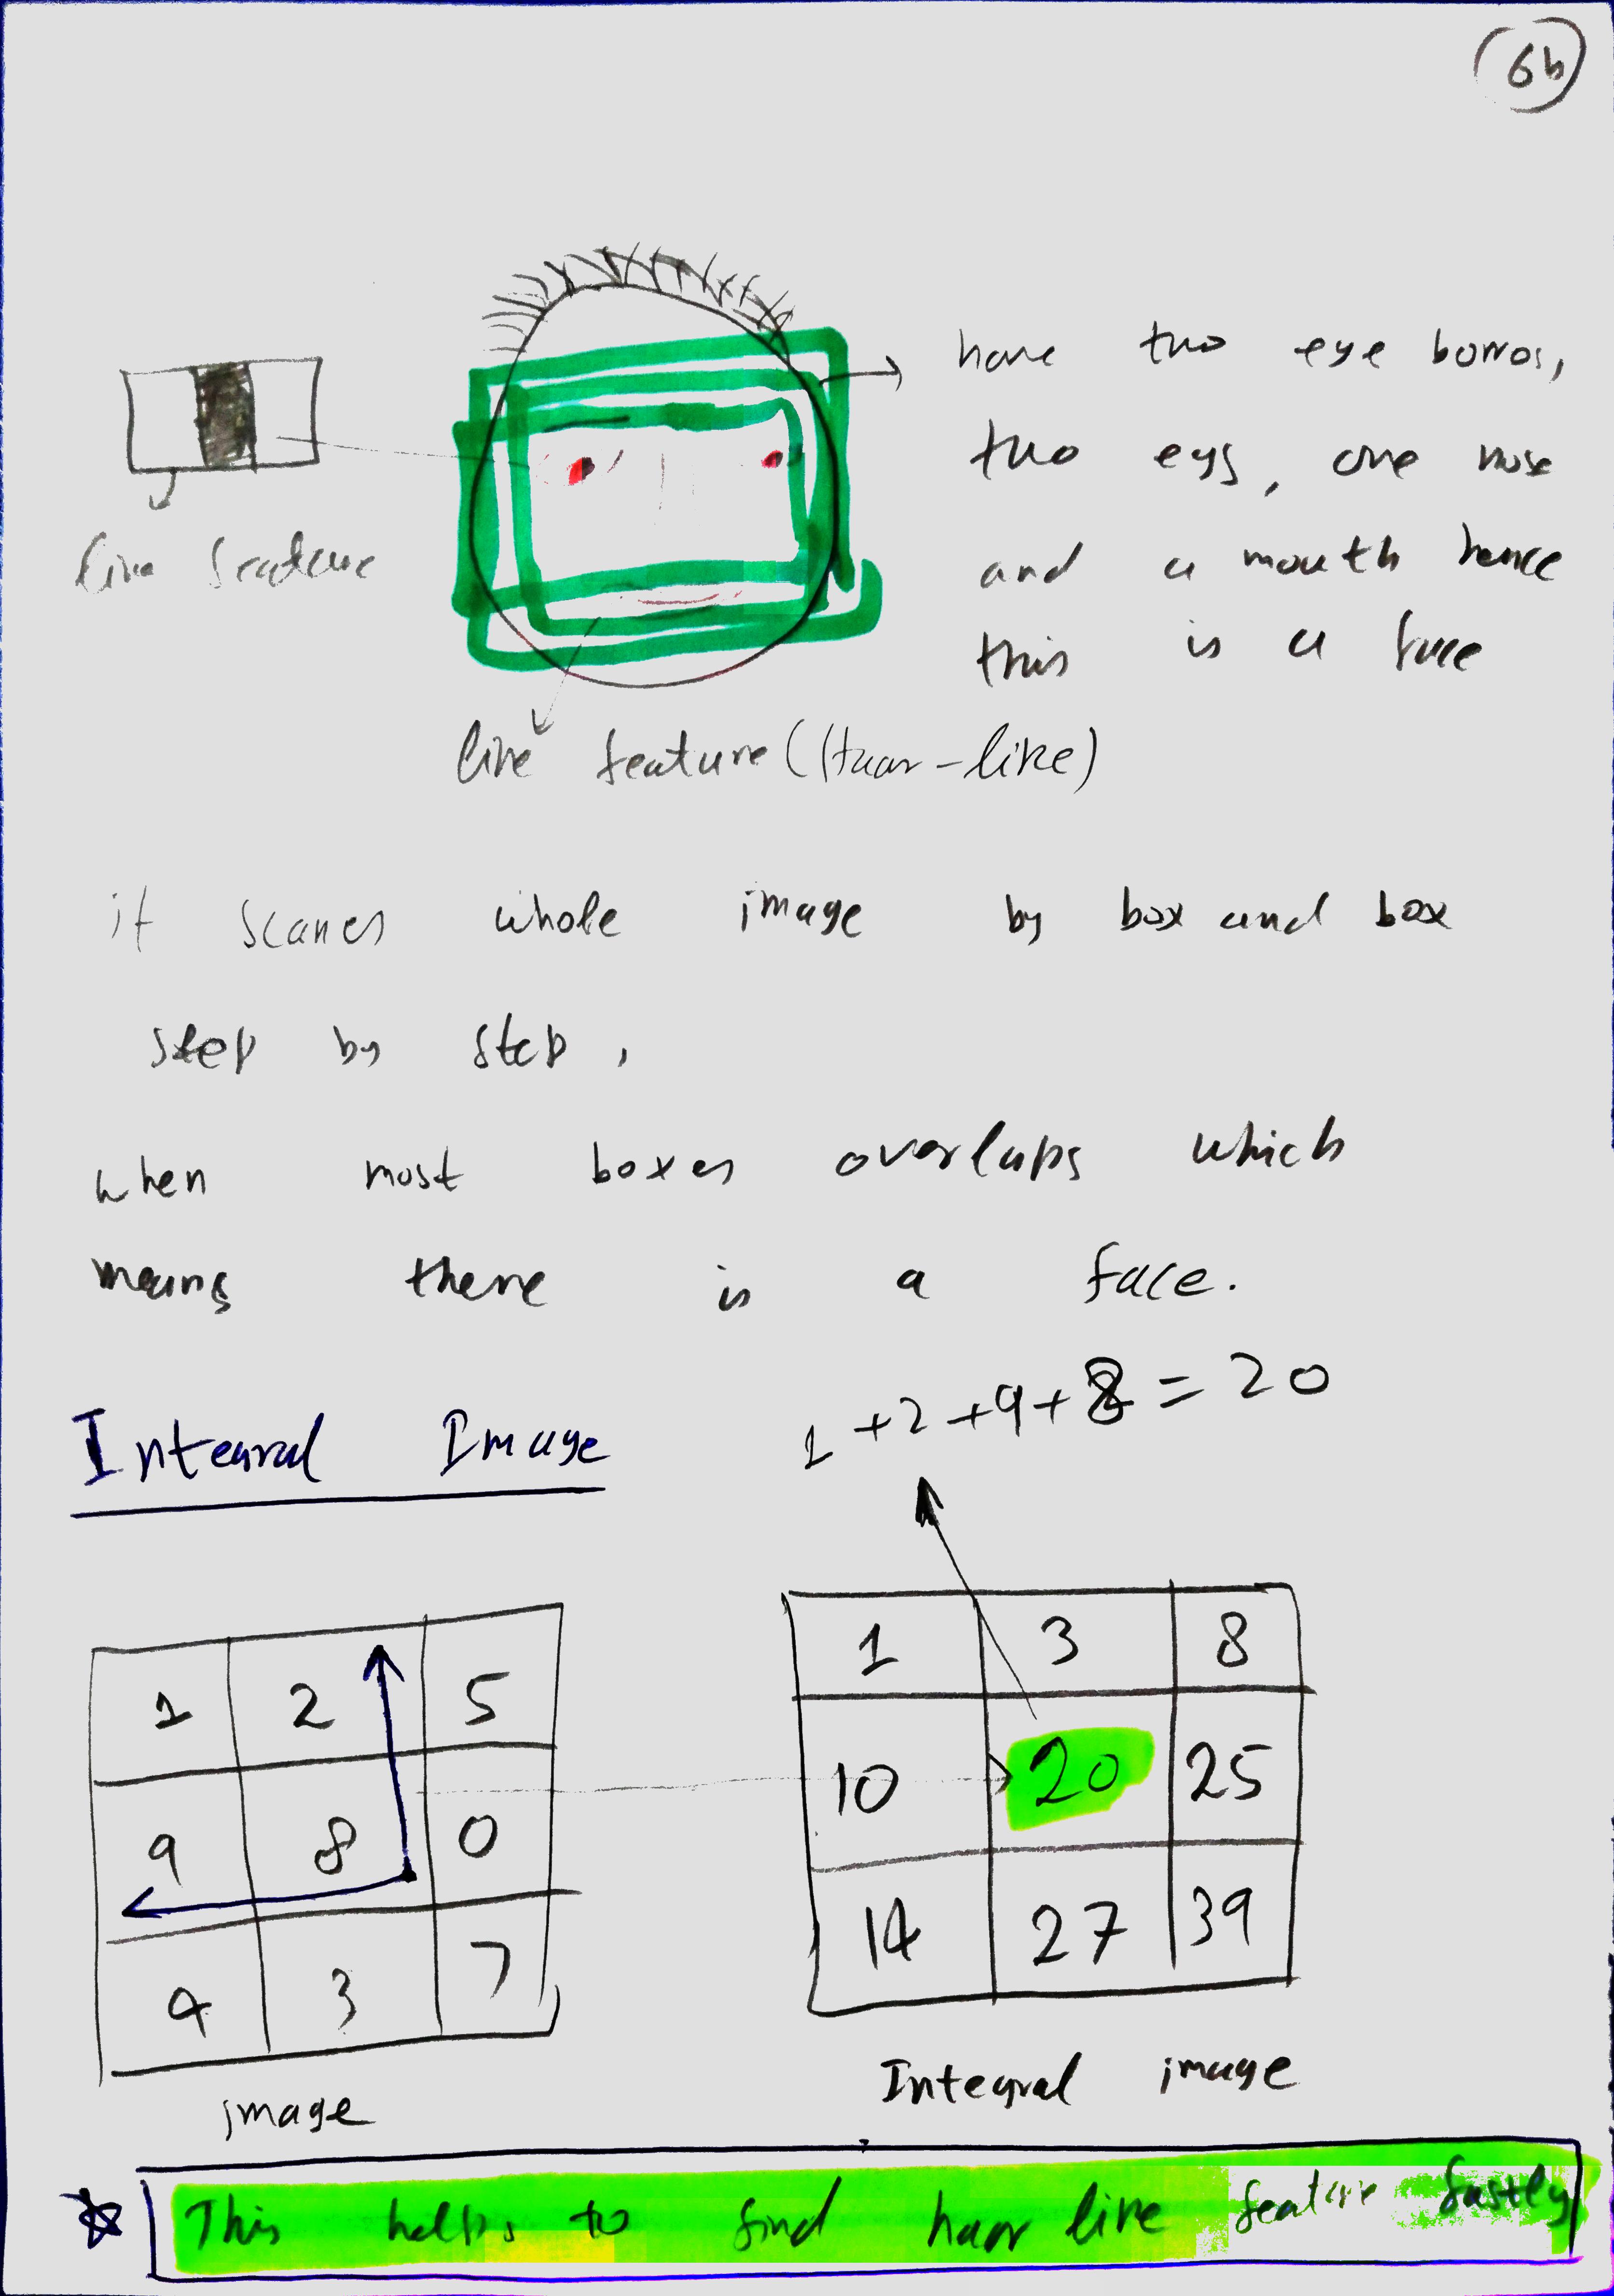 6b
have two eye borros,
two eys, one nose
and a mouth hence
this is a face
line feature
line feature (Haar-like)
it scanes whole image by box and box
step by step,
when most boxes overlaps which
means there is a face.
1+2+9+8=20
Integral Image
1 2 5
9 8 0
4 3 7
image
1 3 8
10 20 25
14 27 39
Integral image
This helps to find haar line feature fastly